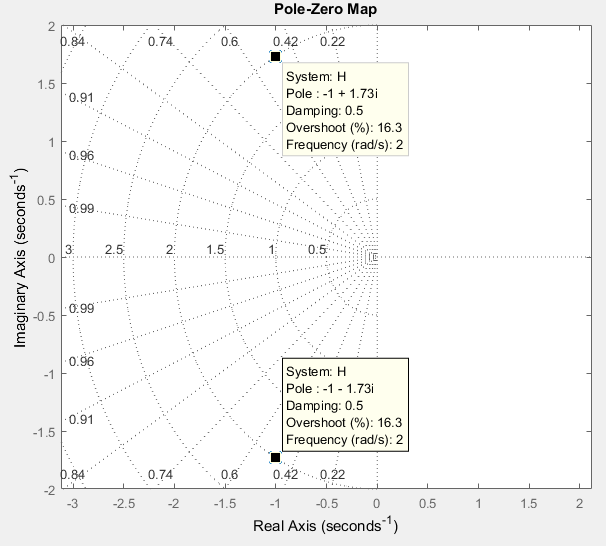 Pole-Zero Map
2
0.84 0.74 0.6 0.42 0.22
System: H
Pole : -1 + 1.73i
Damping: 0.5
Overshoot (%): 16.3
Frequency (rad/s): 2
1.5
0.91
1
0.96
0.5
0.99
Imaginary Axis (seconds-1)
3 2.5 2 1.5 1 0.5
0
0.99
-0.5
0.96
-1
System: H
Pole : -1 - 1.73i
Damping: 0.5
Overshoot (%): 16.3
Frequency (rad/s): 2
0.91
-1.5
0.84 0.74 0.6 0.42 0.22
-2
-3 -2.5 -2 -1.5 -1 -0.5 0 0.5 1 1.5 2
Real Axis (seconds-1)